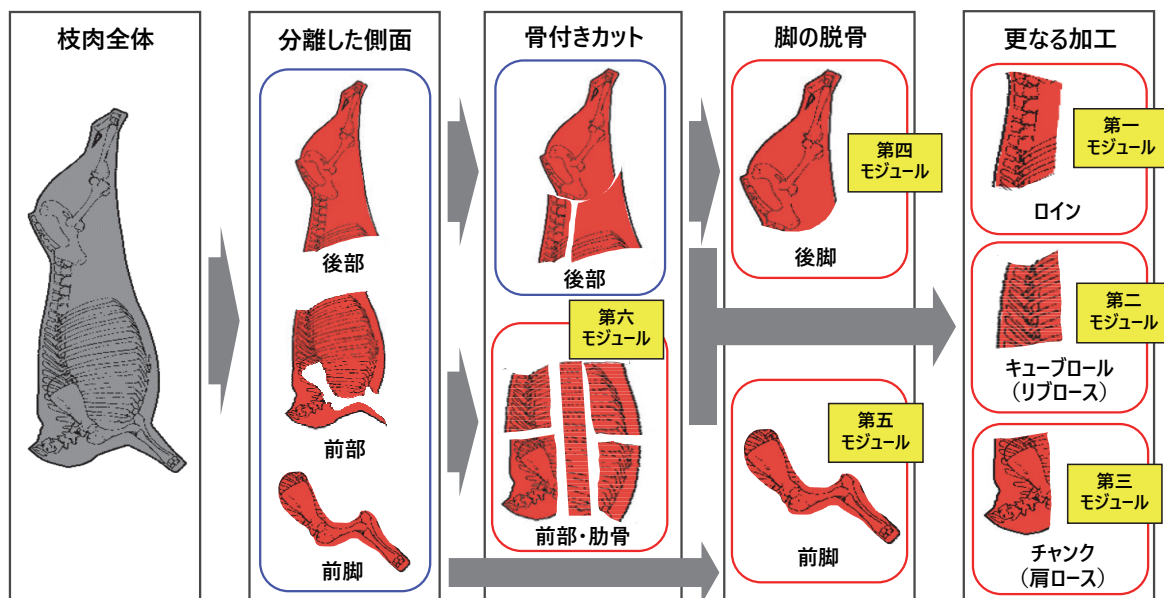 枝肉全体
分離した側面
後部
前部
前脚
骨付きカット
後部
第六
モジュール
前部・肋骨
脚の脱骨
第四
モジュール
後脚
第五
モジュール
前脚
更なる加工
第一
モジュール
ロイン
第二
モジュール
キューブロール
（リブロース）
第三
モジュール
チャンク
（肩ロース）